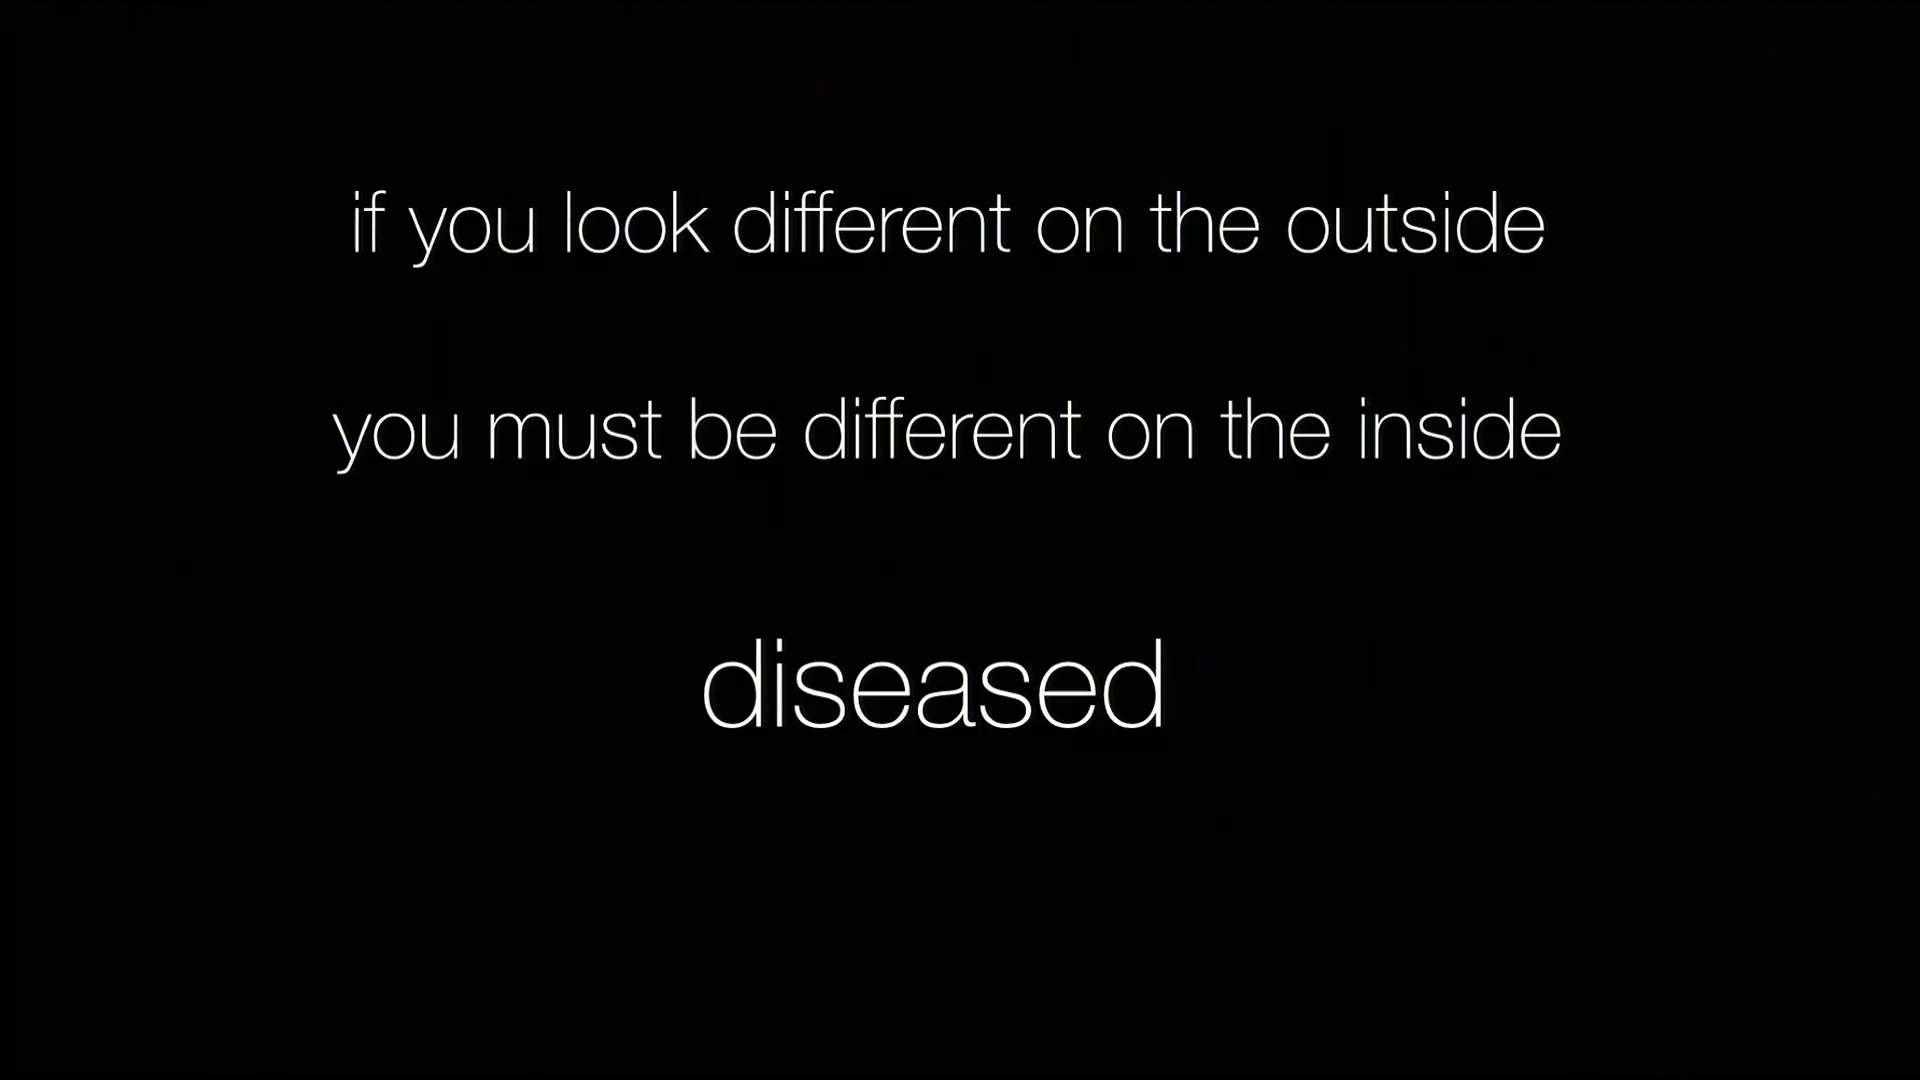 if you look different on the outside
you must be different on the inside
diseased